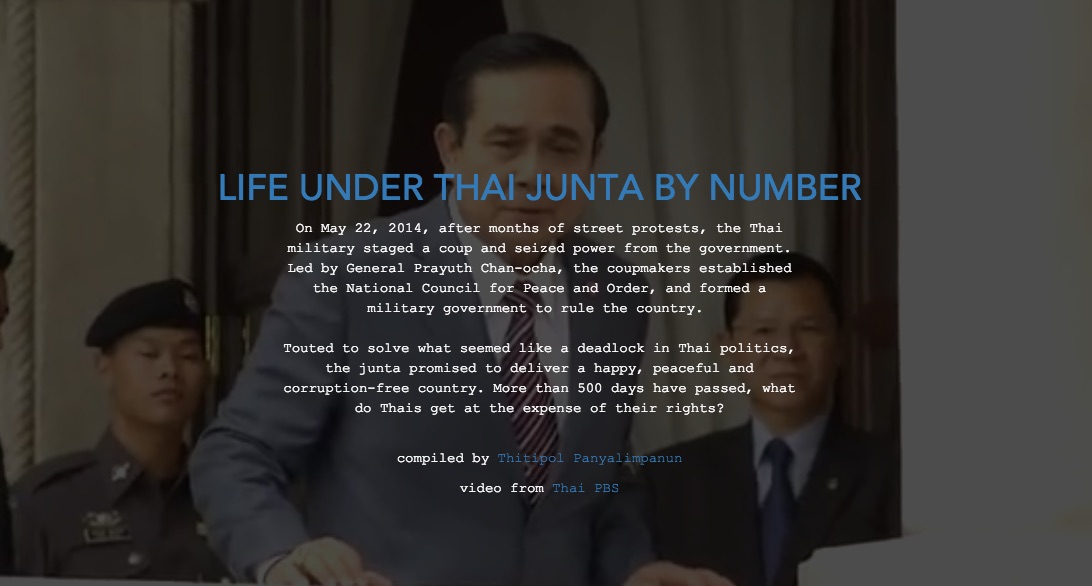 LIFE UNDER THAI JUNTA BY NUMBER
On May 22, 2014, after months of street protests, the Thai
military staged a coup and seized power from the government.
Led by General Prayuth Chan-ocha, the coupmakers established
the National Council for Peace and Order, and formed a
military government to rule the country.
Touted to solve what seemed like a deadlock in Thai politics,
the junta promised to deliver a happy, peaceful and
corruption-free country. More than 500 days have passed, what
do Thais get at the expense of their rights?
compiled by Thitipol Panyalimpanun
video from Thai PBS